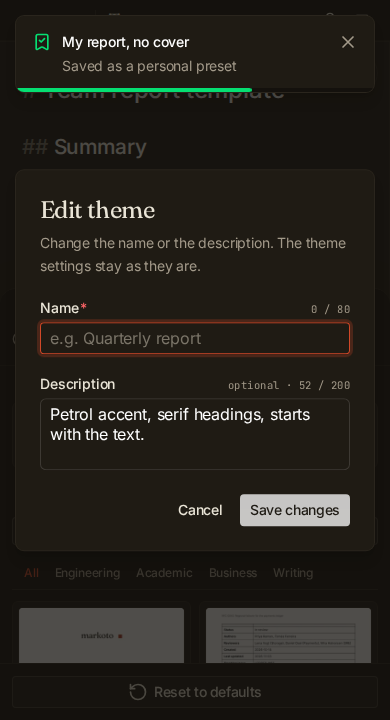 My report, no cover
Saved as a personal preset
# Team report template
## Summary
Edit theme
Change the name or the description. The theme
settings stay as they are.
Name* 0 / 80
e.g. Quarterly report
Description optional · 52 / 200
Petrol accent, serif headings, starts
with the text.
Cancel Save changes
All Engineering Academic Business Writing
markoto
Reset to defaults